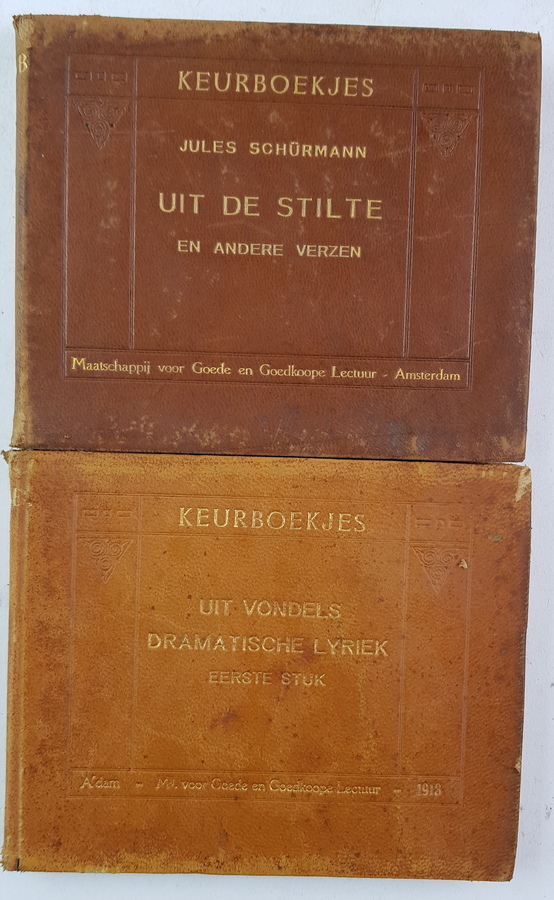 KEURBOEKJES
JULES SCHÜRMANN
UIT DE STILTE
EN ANDERE VERZEN
Maatschappij voor Goede en Goedkoope Lectuur - Amsterdam
KEURBOEKJES
UIT VONDELS
DRAMATISCHE LYRIEK
EERSTE STUK
A'dam - Mij. voor Goede en Goedkoope Lectuur - 1913